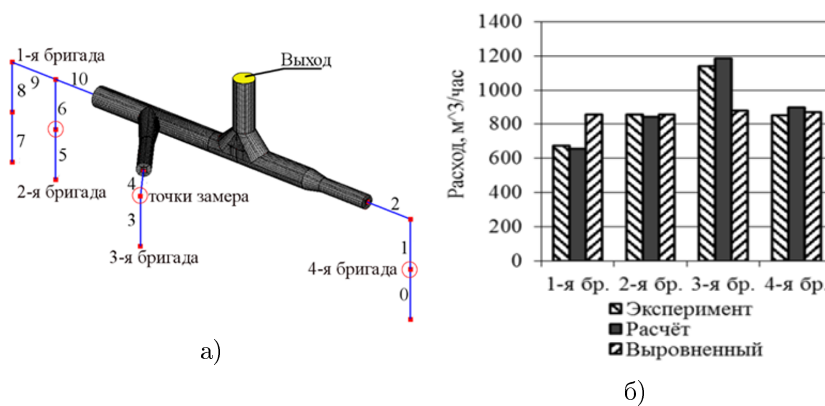 1-я бригада
9
10
8
6
7
5
2-я бригада
Выход
4
точки замера
3
3-я бригада
2
1
4-я бригада
0
а)
Расход, м^3/час
1400
1200
1000
800
600
400
200
0
1-я бр. 2-я бр. 3-я бр. 4-я бр.
Эксперимент
Расчёт
Выровненный
б)